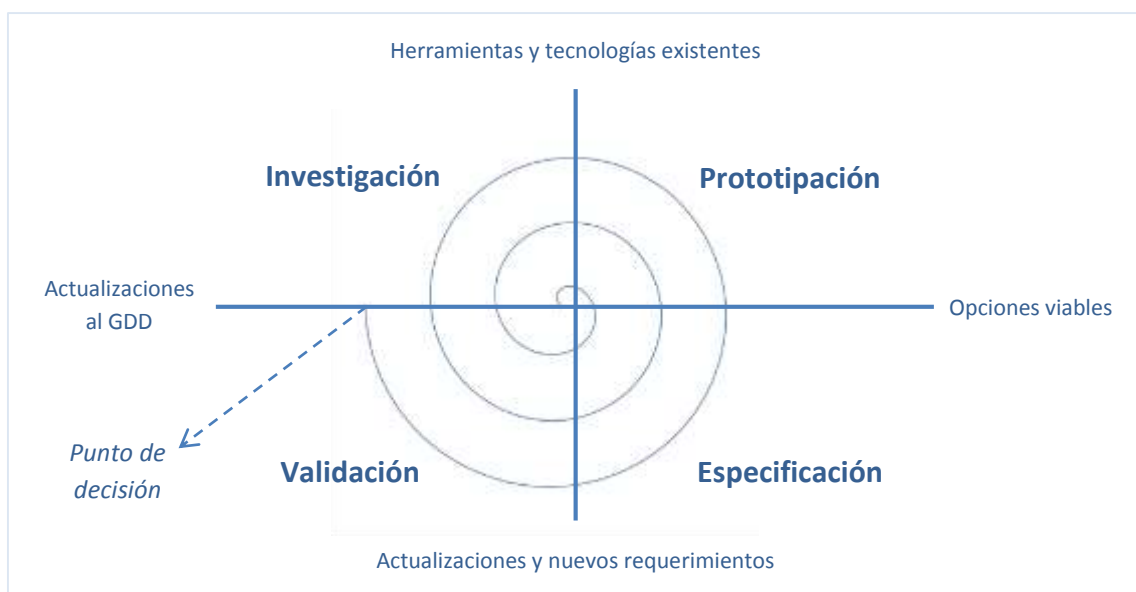 Herramientas y tecnologías existentes
Investigación
Prototipación
Actualizaciones
al GDD
Opciones viables
Punto de
decisión
Validación
Especificación
Actualizaciones y nuevos requerimientos